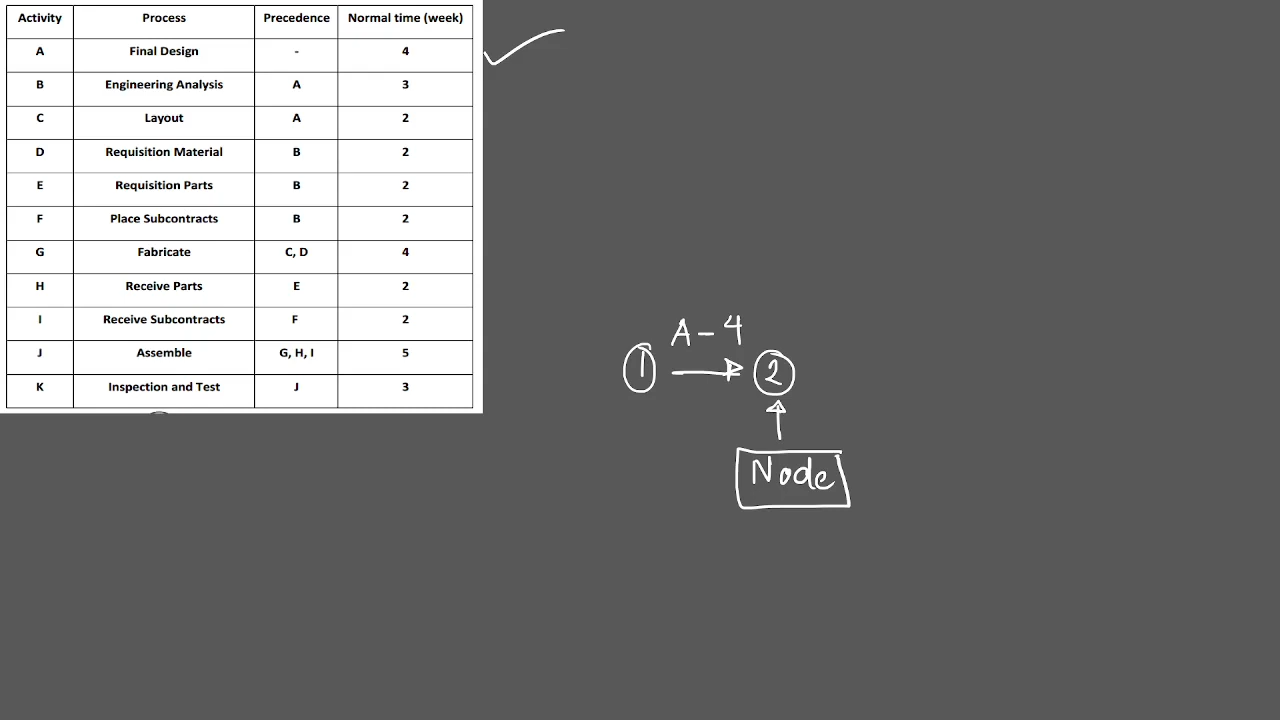 Activity Process Precedence Normal time (week)
A Final Design - 4
B Engineering Analysis A 3
C Layout A 2
D Requisition Material B 2
E Requisition Parts B 2
F Place Subcontracts B 2
G Fabricate C, D 4
H Receive Parts E 2
I Receive Subcontracts F 2
J Assemble G, H, I 5
K Inspection and Test J 3
A - 4
1 2
Node